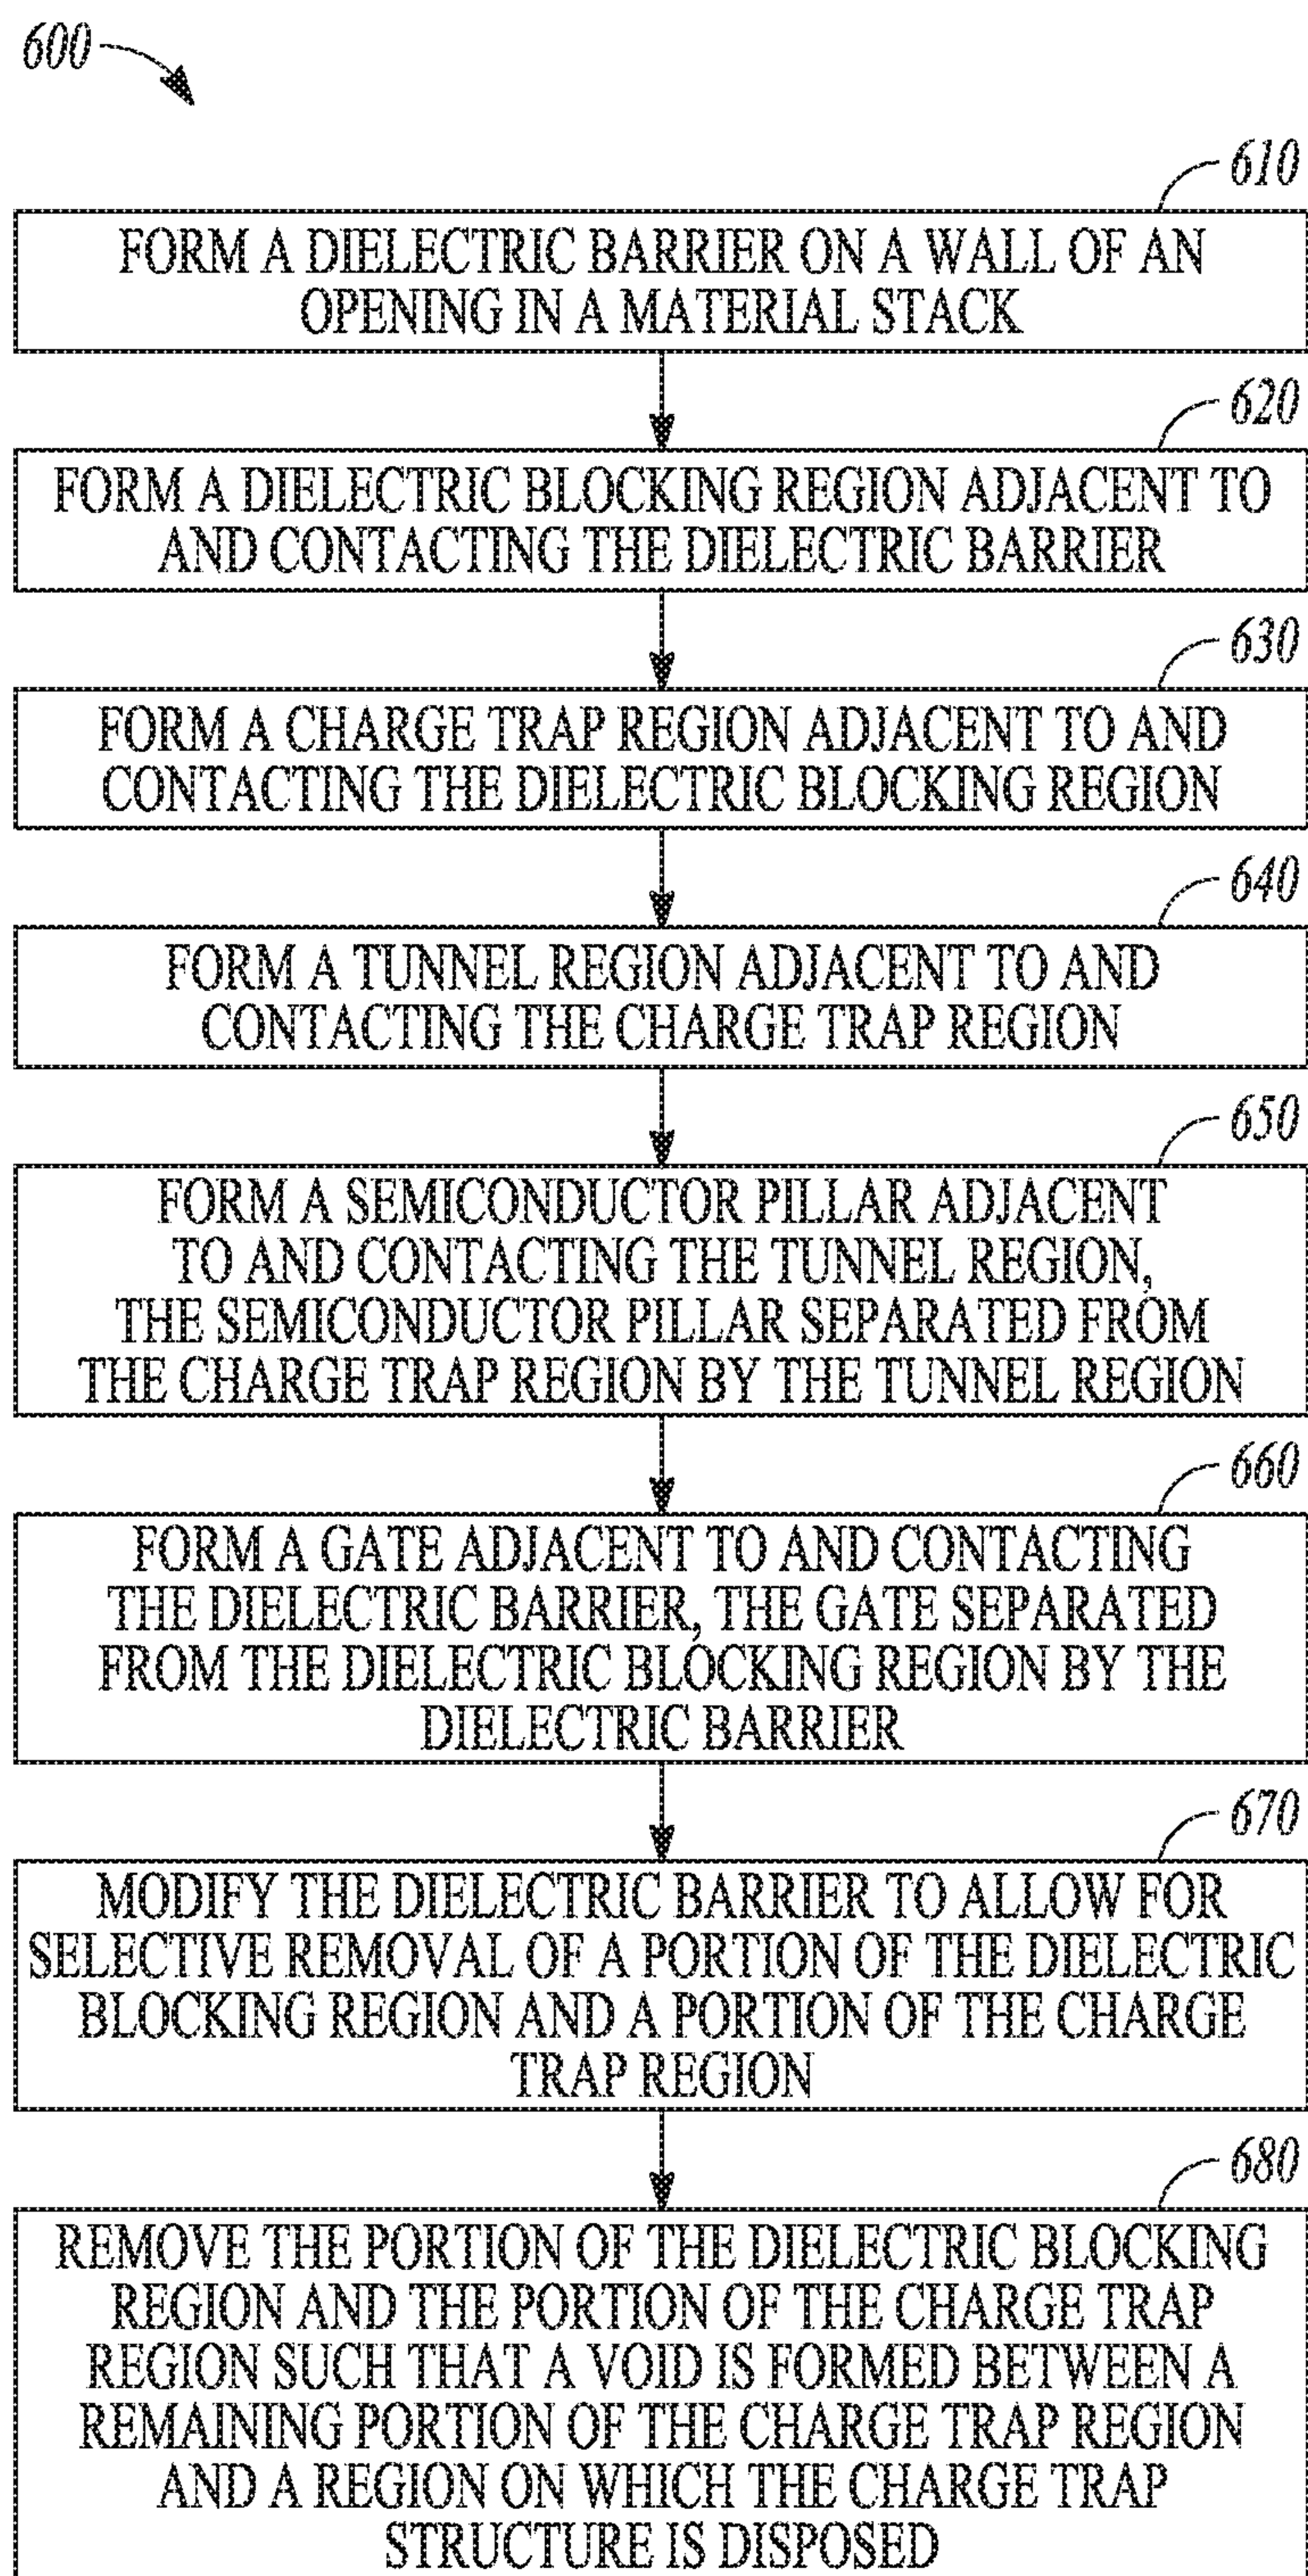 600
610
FORM A DIELECTRIC BARRIER ON A WALL OF AN
OPENING IN A MATERIAL STACK
620
FORM A DIELECTRIC BLOCKING REGION ADJACENT TO
AND CONTACTING THE DIELECTRIC BARRIER
630
FORM A CHARGE TRAP REGION ADJACENT TO AND
CONTACTING THE DIELECTRIC BLOCKING REGION
640
FORM A TUNNEL REGION ADJACENT TO AND
CONTACTING THE CHARGE TRAP REGION
650
FORM A SEMICONDUCTOR PILLAR ADJACENT
TO AND CONTACTING THE TUNNEL REGION,
THE SEMICONDUCTOR PILLAR SEPARATED FROM
THE CHARGE TRAP REGION BY THE TUNNEL REGION
660
FORM A GATE ADJACENT TO AND CONTACTING
THE DIELECTRIC BARRIER, THE GATE SEPARATED
FROM THE DIELECTRIC BLOCKING REGION BY THE
DIELECTRIC BARRIER
670
MODIFY THE DIELECTRIC BARRIER TO ALLOW FOR
SELECTIVE REMOVAL OF A PORTION OF THE DIELECTRIC
BLOCKING REGION AND A PORTION OF THE CHARGE
TRAP REGION
680
REMOVE THE PORTION OF THE DIELECTRIC BLOCKING
REGION AND THE PORTION OF THE CHARGE TRAP
REGION SUCH THAT A VOID IS FORMED BETWEEN A
REMAINING PORTION OF THE CHARGE TRAP REGION
AND A REGION ON WHICH THE CHARGE TRAP
STRUCTURE IS DISPOSED